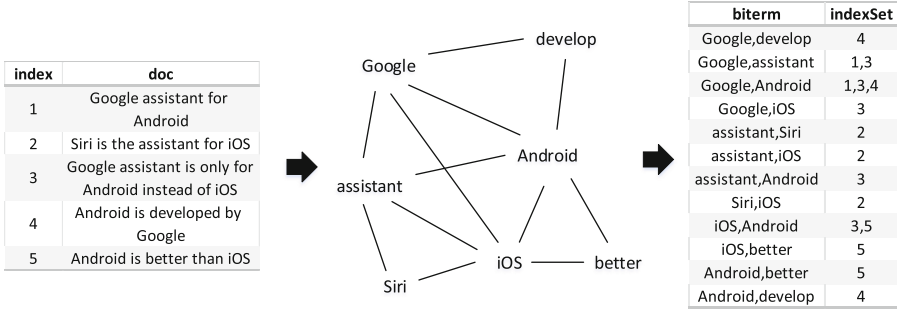 index doc
1 Google assistant for
Android
2 Siri is the assistant for iOS
3 Google assistant is only for
Android instead of iOS
4 Android is developed by
Google
5 Android is better than iOS
develop
Google
Android
assistant
iOS
better
Siri
biterm indexSet
Google,develop 4
Google,assistant 1,3
Google,Android 1,3,4
Google,iOS 3
assistant,Siri 2
assistant,iOS 2
assistant,Android 3
Siri,iOS 2
iOS,Android 3,5
iOS,better 5
Android,better 5
Android,develop 4